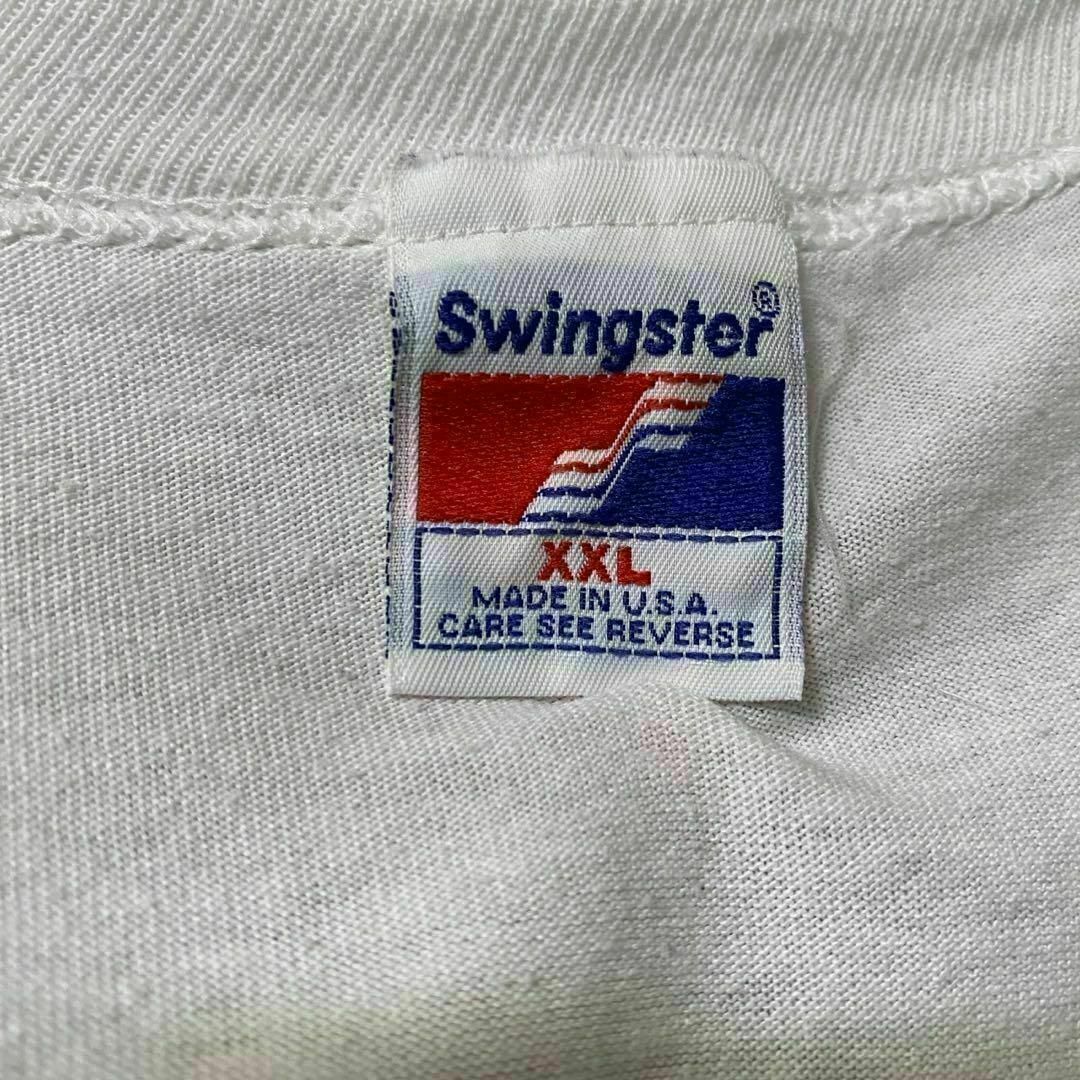 Swingster®
XXL
MADE IN U.S.A.
CARE SEE REVERSE